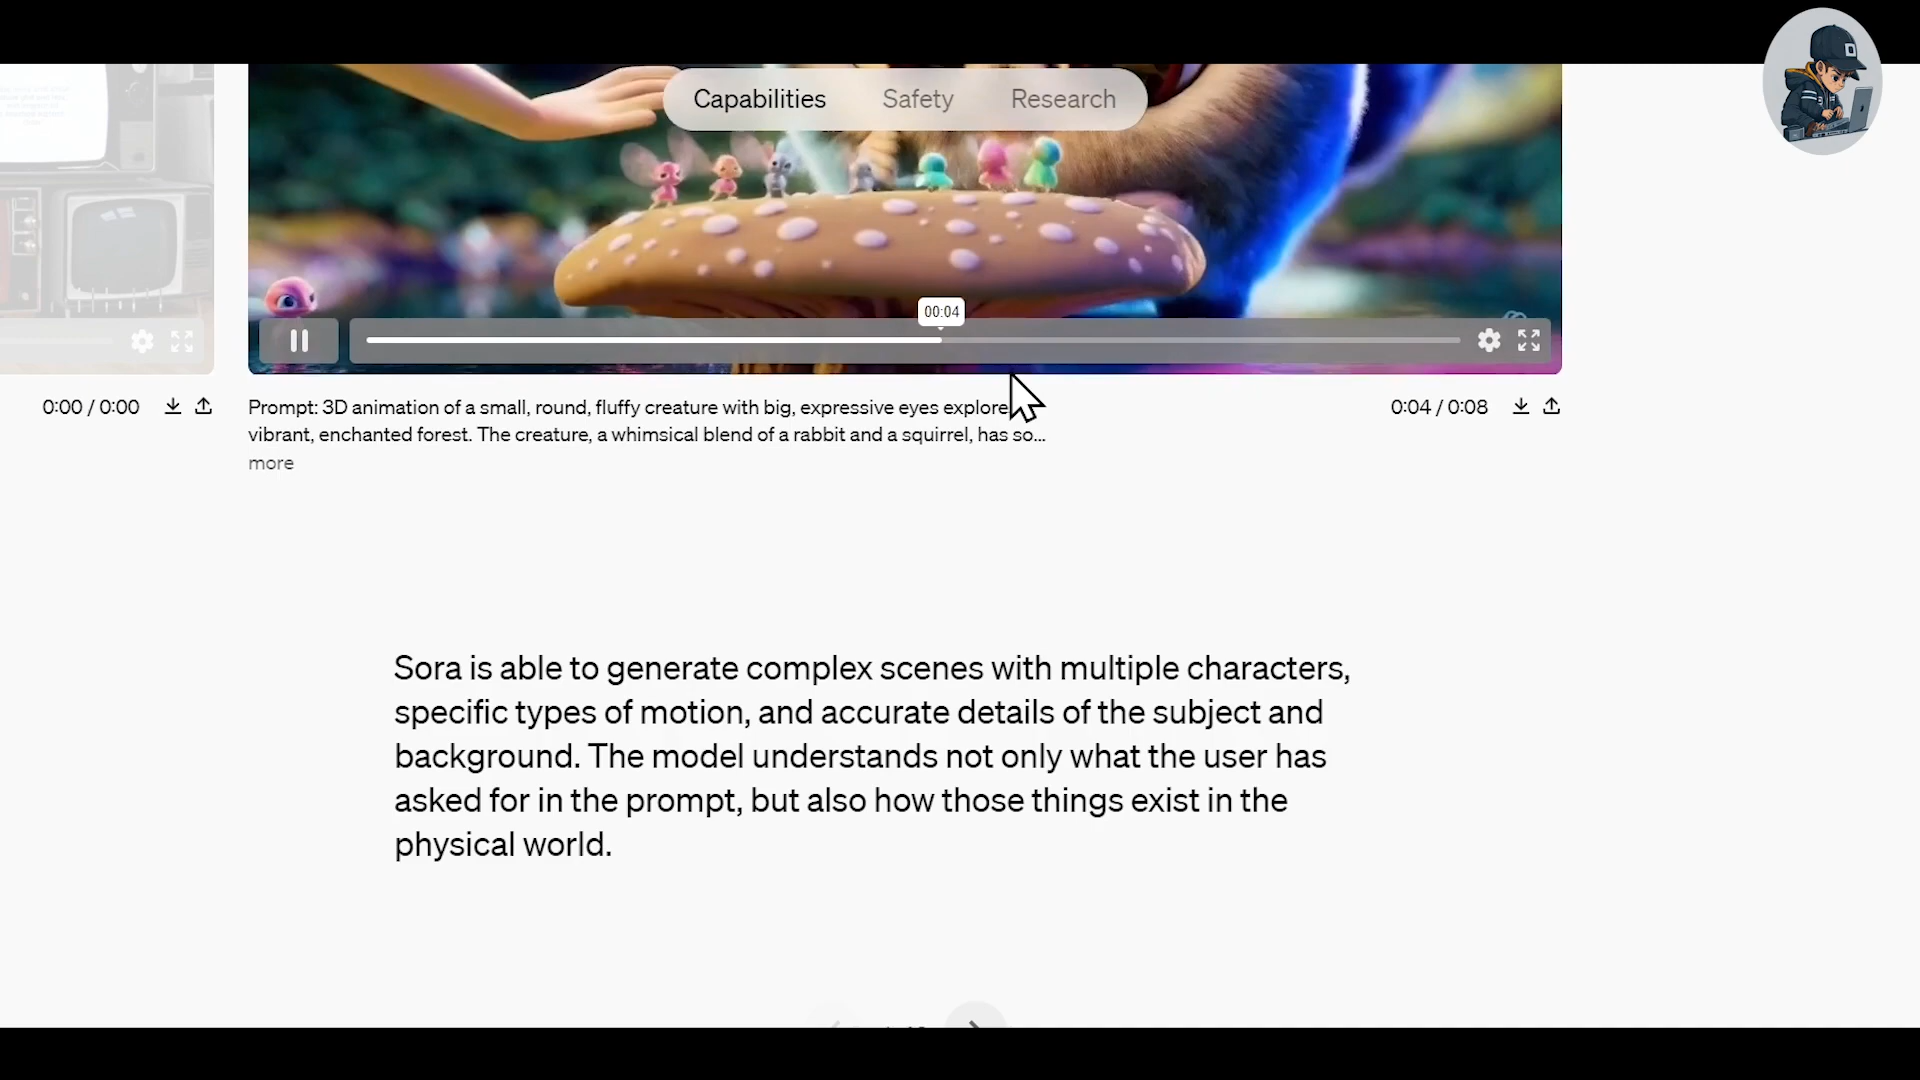 Capabilities Safety Research
00:04
0:00 / 0:00
Prompt: 3D animation of a small, round, fluffy creature with big, expressive eyes explore
0:04 / 0:08
vibrant, enchanted forest. The creature, a whimsical blend of a rabbit and a squirrel, has so...
more
Sora is able to generate complex scenes with multiple characters,
specific types of motion, and accurate details of the subject and
background. The model understands not only what the user has
asked for in the prompt, but also how those things exist in the
physical world.